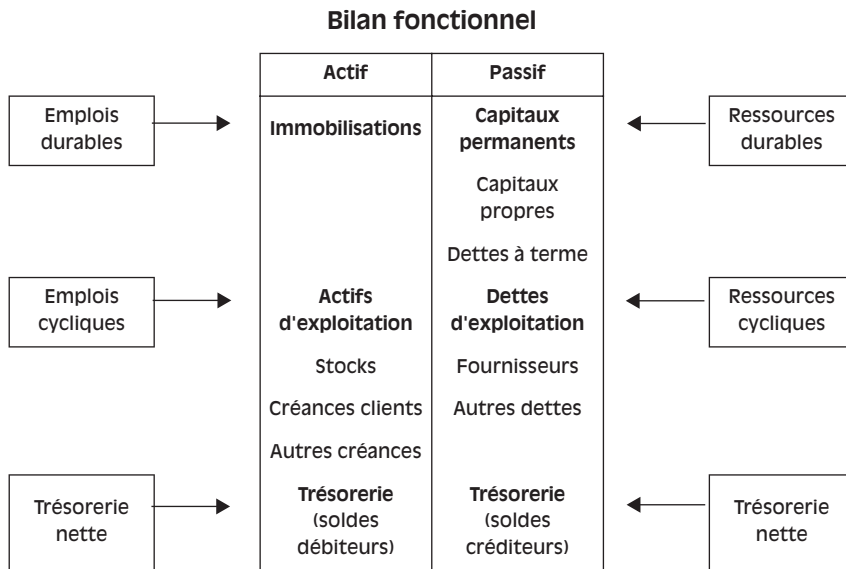 Bilan fonctionnel
Actif
Passif
Emplois
durables
Immobilisations
Capitaux
permanents
Ressources
durables
Capitaux
propres
Dettes à terme
Emplois
cycliques
Actifs
d'exploitation
Dettes
d'exploitation
Ressources
cycliques
Stocks
Fournisseurs
Créances clients
Autres dettes
Autres créances
Trésorerie
nette
Trésorerie
(soldes
débiteurs)
Trésorerie
(soldes
créditeurs)
Trésorerie
nette